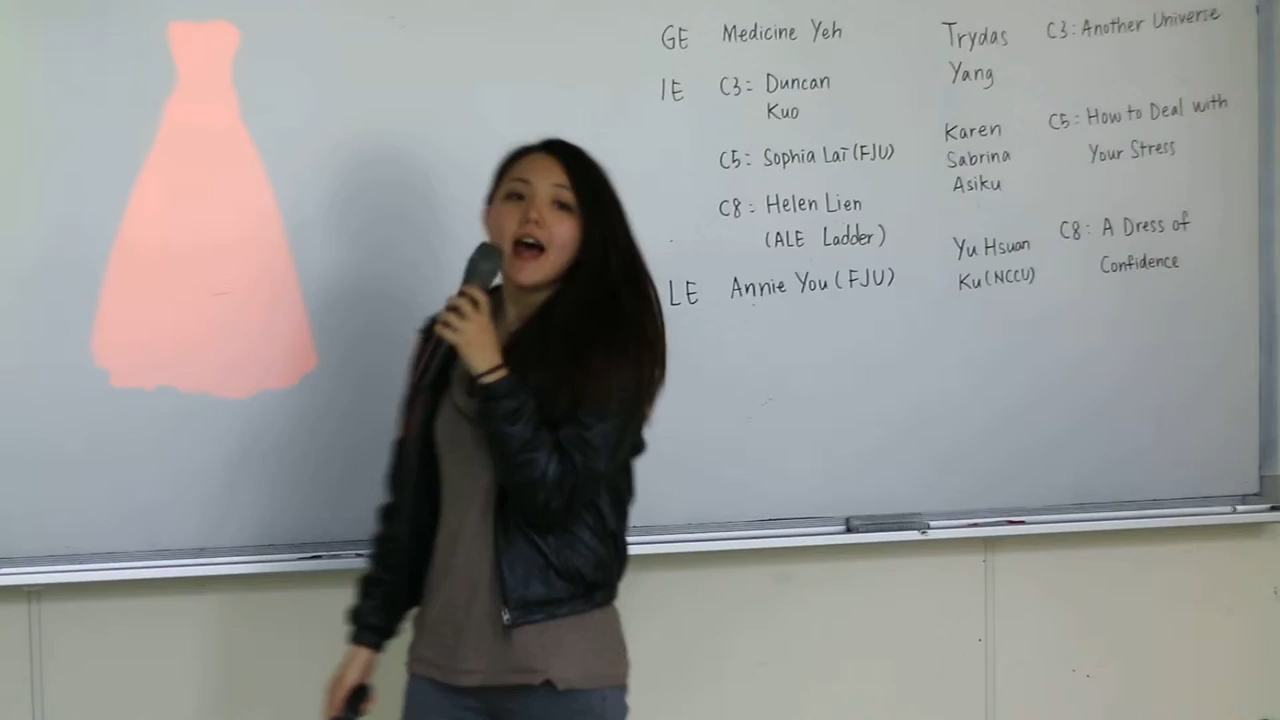 GE Medicine Yeh
IE C3: Duncan
Kuo
C5: Sophia Lai (FJU)
C8: Helen Lien
(ALE Ladder)
LE Annie You (FJU)
Trydas
Yang
C3: Another Universe
Karen
Sabrina
Asiku
C5: How to Deal with
Your Stress
Yu Hsuan
Ku (NCCU)
C8: A Dress of
Confidence